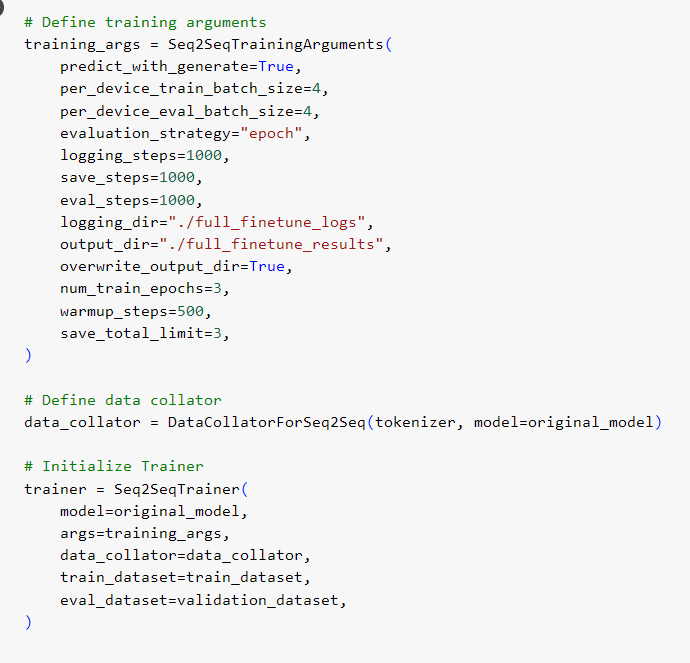 # Define training arguments
training_args = Seq2SeqTrainingArguments(
    predict_with_generate=True,
    per_device_train_batch_size=4,
    per_device_eval_batch_size=4,
    evaluation_strategy="epoch",
    logging_steps=1000,
    save_steps=1000,
    eval_steps=1000,
    logging_dir="./full_finetune_logs",
    output_dir="./full_finetune_results",
    overwrite_output_dir=True,
    num_train_epochs=3,
    warmup_steps=500,
    save_total_limit=3,
)

# Define data collator
data_collator = DataCollatorForSeq2Seq(tokenizer, model=original_model)

# Initialize Trainer
trainer = Seq2SeqTrainer(
    model=original_model,
    args=training_args,
    data_collator=data_collator,
    train_dataset=train_dataset,
    eval_dataset=validation_dataset,
)